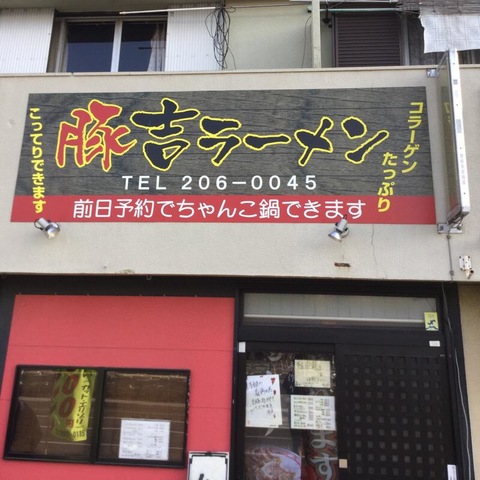 こってりできます
豚吉ラーメン
コラーゲン
たっぷり
TEL 206-0045
前日予約でちゃんこ鍋できます